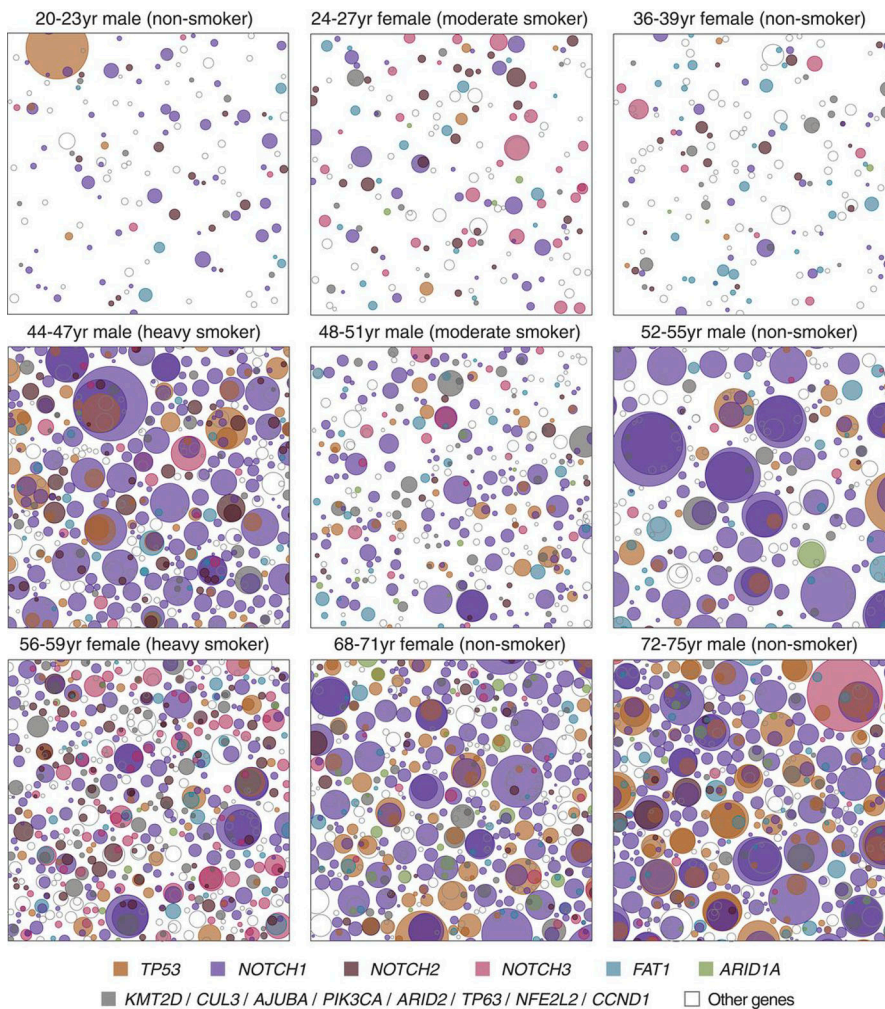 20-23yr male (non-smoker)
24-27yr female (moderate smoker)
36-39yr female (non-smoker)
44-47yr male (heavy smoker)
48-51yr male (moderate smoker)
52-55yr male (non-smoker)
56-59yr female (heavy smoker)
68-71yr female (non-smoker)
72-75yr male (non-smoker)
TP53 NOTCH1 NOTCH2 NOTCH3 FAT1 ARID1A
KMT2D / CUL3 / AJUBA / PIK3CA / ARID2 / TP63 / NFE2L2 / CCND1 Other genes